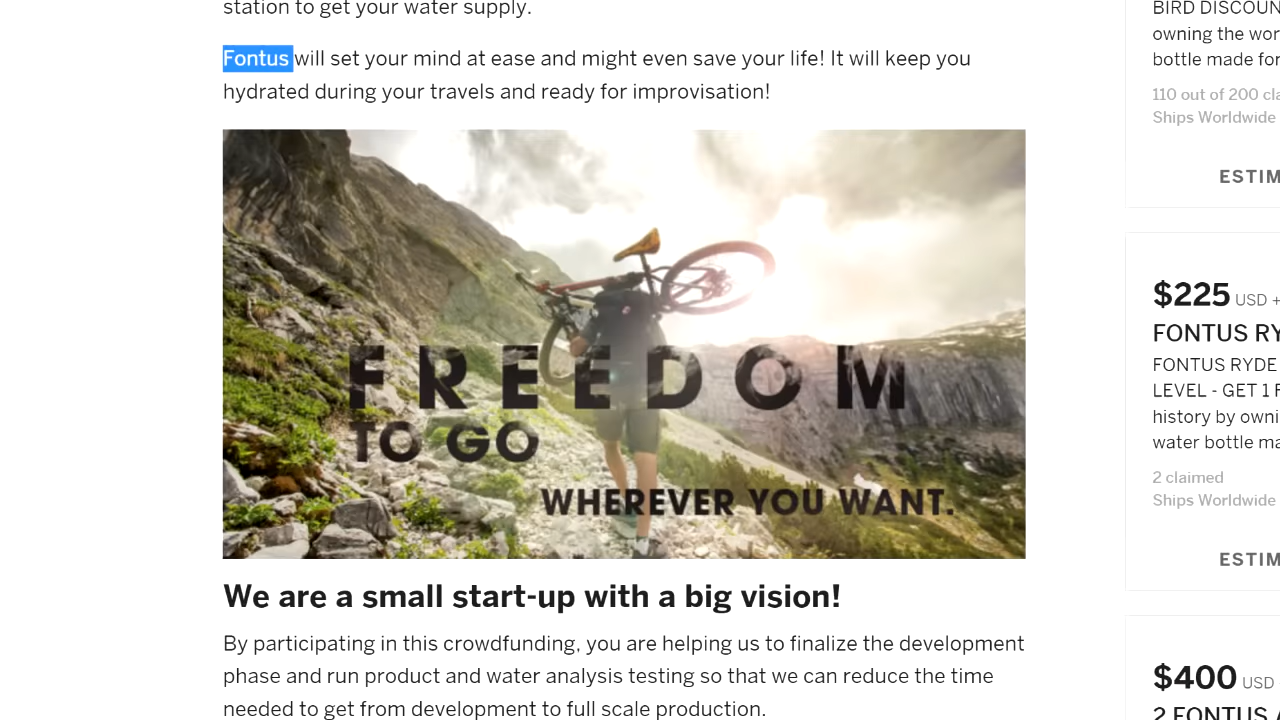 station to get your water supply.
Fontus will set your mind at ease and might even save your life! It will keep you
hydrated during your travels and ready for improvisation!
FREEDOM
TO GO
WHEREVER YOU WANT.
We are a small start-up with a big vision!
By participating in this crowdfunding, you are helping us to finalize the development
phase and run product and water analysis testing so that we can reduce the time
needed to get from development to full scale production.
BIRD DISCOUN
owning the wor
bottle made for
110 out of 200 cla
Ships Worldwide
ESTIM
$225 USD +
FONTUS RY
FONTUS RYDE
LEVEL - GET 1 F
history by owni
water bottle ma
2 claimed
Ships Worldwide
ESTIM
$400 USD
2 FONTUS A